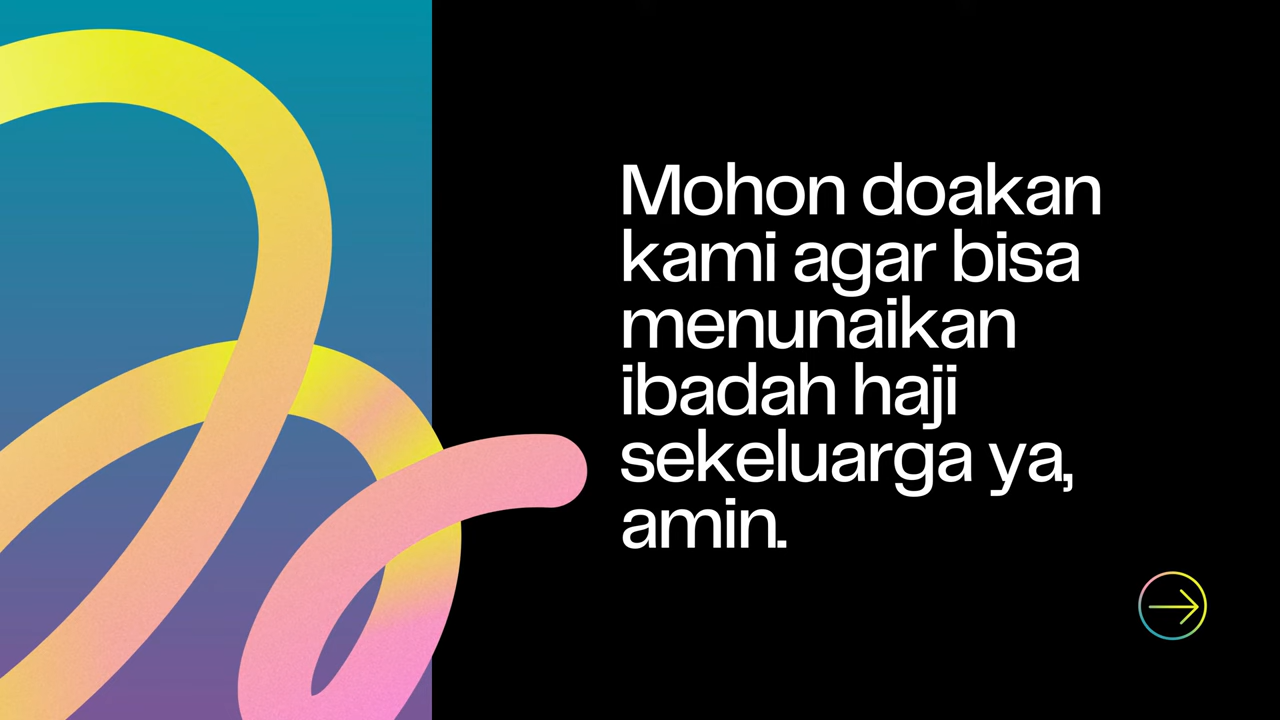 Mohon doakan
kami agar bisa
menunaikan
ibadah haji
sekeluarga ya,
amin.